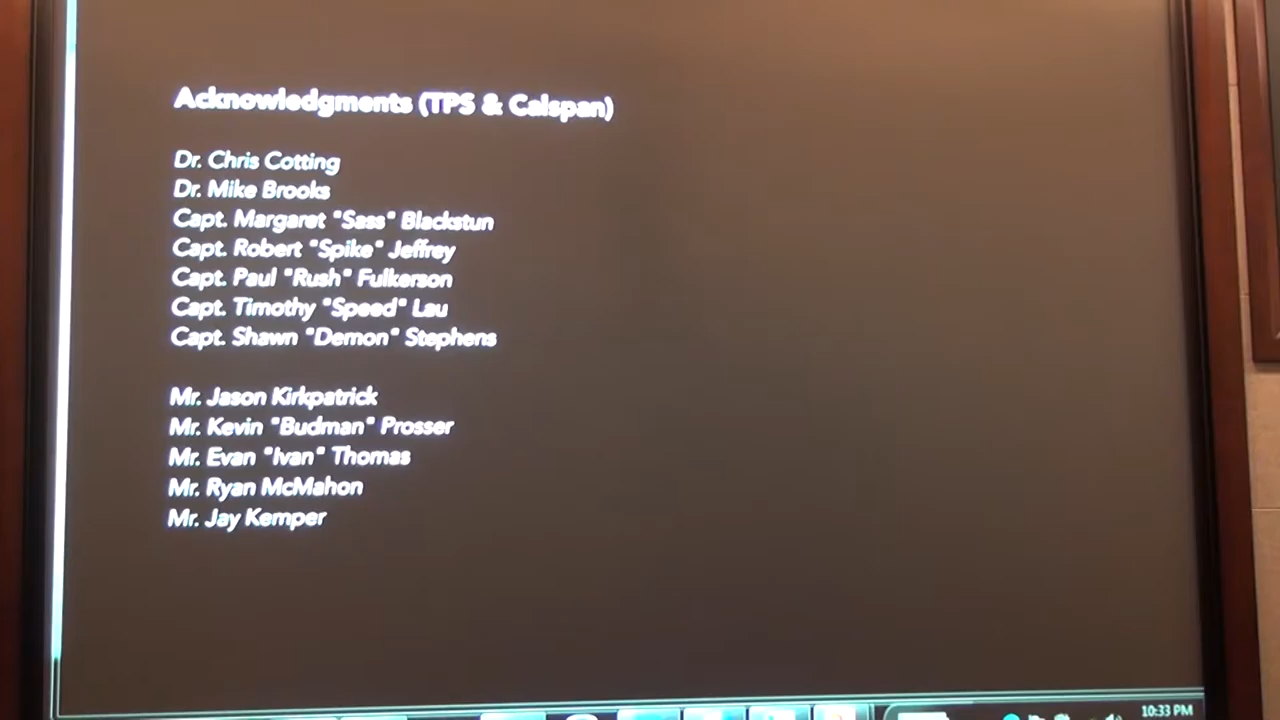 Acknowledgments (TPS & Calspan)
Dr. Chris Cotting
Dr. Mike Brooks
Capt. Margaret "Sass" Blackstun
Capt. Robert "Spike" Jeffrey
Capt. Paul "Rush" Fulkerson
Capt. Timothy "Speed" Lau
Capt. Shawn "Demon" Stephens
Mr. Jason Kirkpatrick
Mr. Kevin "Budman" Prosser
Mr. Evan "Ivan" Thomas
Mr. Ryan McMahon
Mr. Jay Kemper
10:33 PM